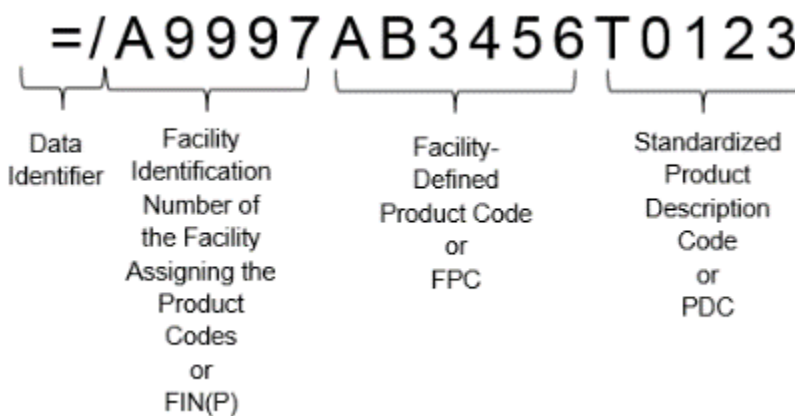 =/A9997AB3456T0123
Data
Identifier
Facility
Identification
Number of
the Facility
Assigning the
Product
Codes
or
FIN(P)
Facility-
Defined
Product Code
or
FPC
Standardized
Product
Description
Code
or
PDC